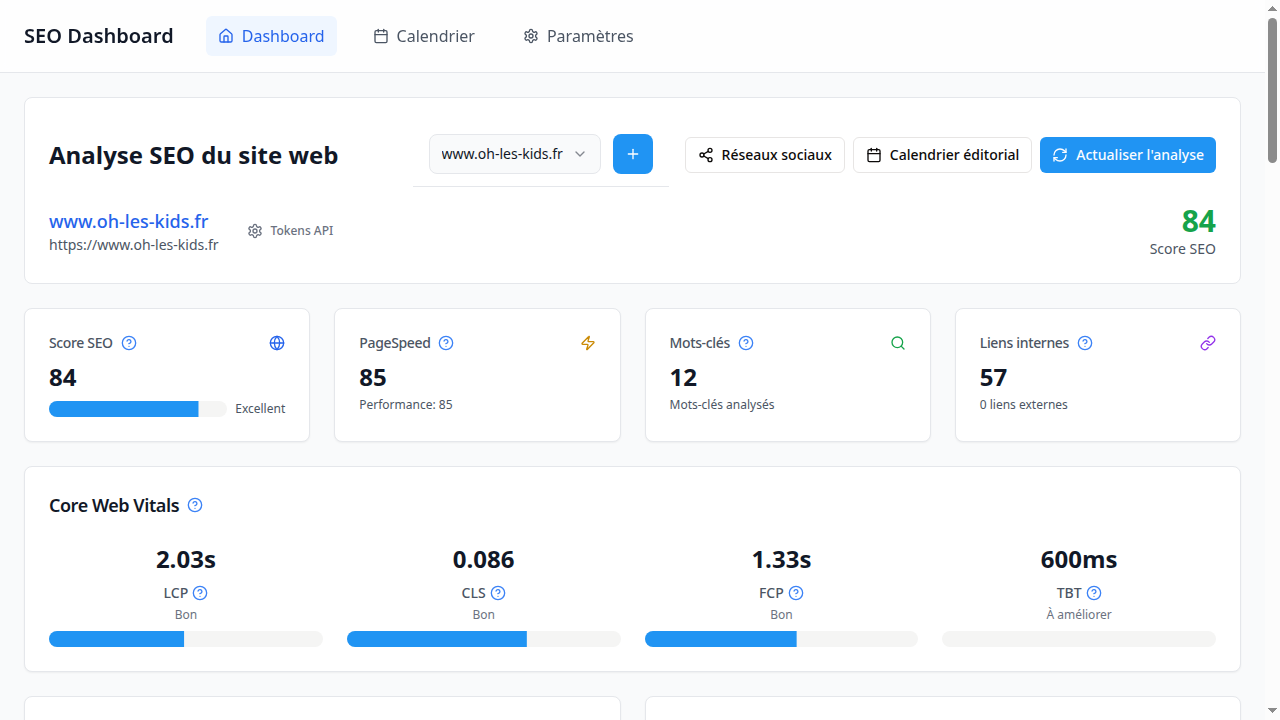 SEO Dashboard
Dashboard
Calendrier
Paramètres
Analyse SEO du site web
www.oh-les-kids.fr
+
Réseaux sociaux
Calendrier éditorial
Actualiser l'analyse
www.oh-les-kids.fr
https://www.oh-les-kids.fr
Tokens API
84
Score SEO
Score SEO
84
Excellent
PageSpeed
85
Performance: 85
Mots-clés
12
Mots-clés analysés
Liens internes
57
0 liens externes
Core Web Vitals
2.03s
LCP
Bon
0.086
CLS
Bon
1.33s
FCP
Bon
600ms
TBT
À améliorer